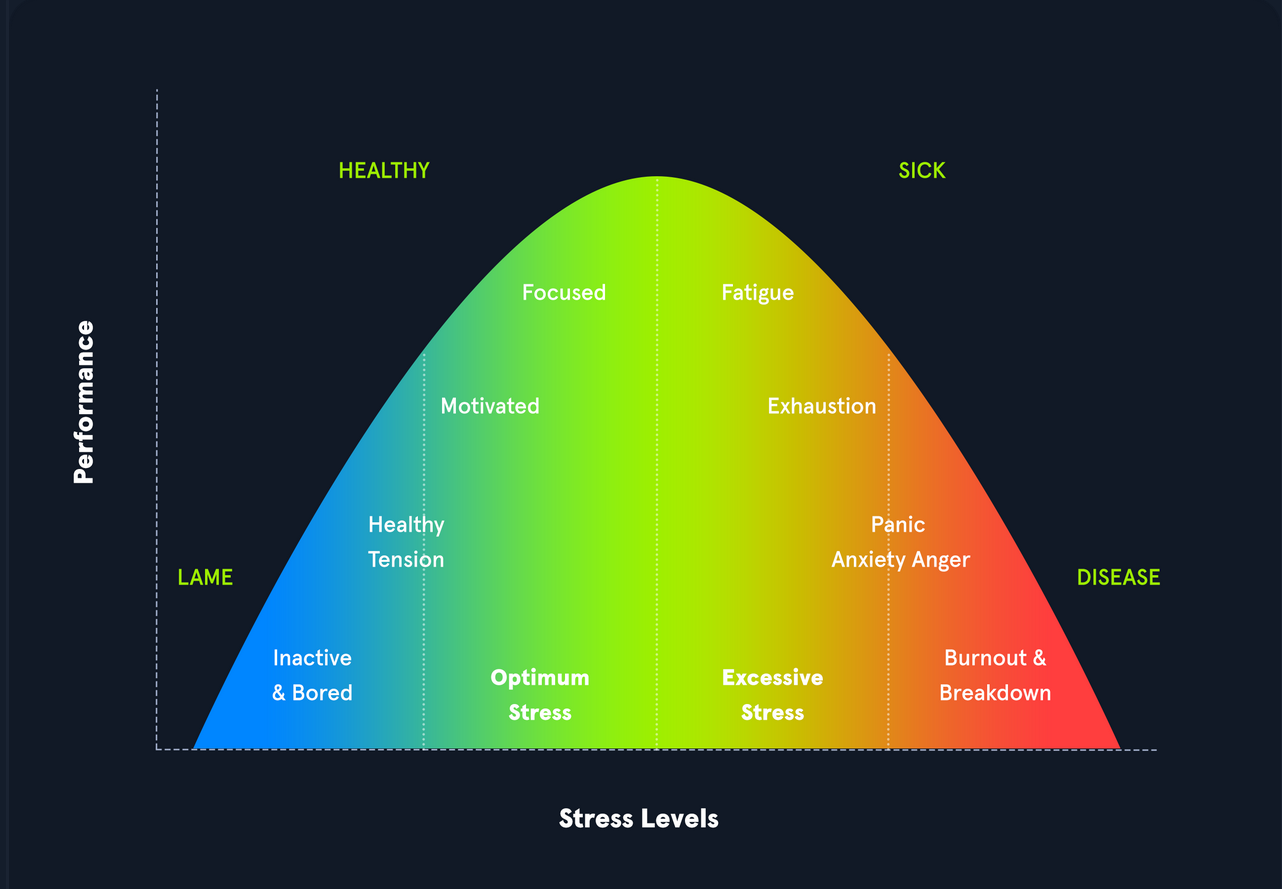 HEALTHY
SICK
Focused
Fatigue
Performance
Motivated
Exhaustion
Healthy
Tension
Panic
Anxiety Anger
LAME
DISEASE
Inactive
& Bored
Optimum
Stress
Excessive
Stress
Burnout &
Breakdown
Stress Levels